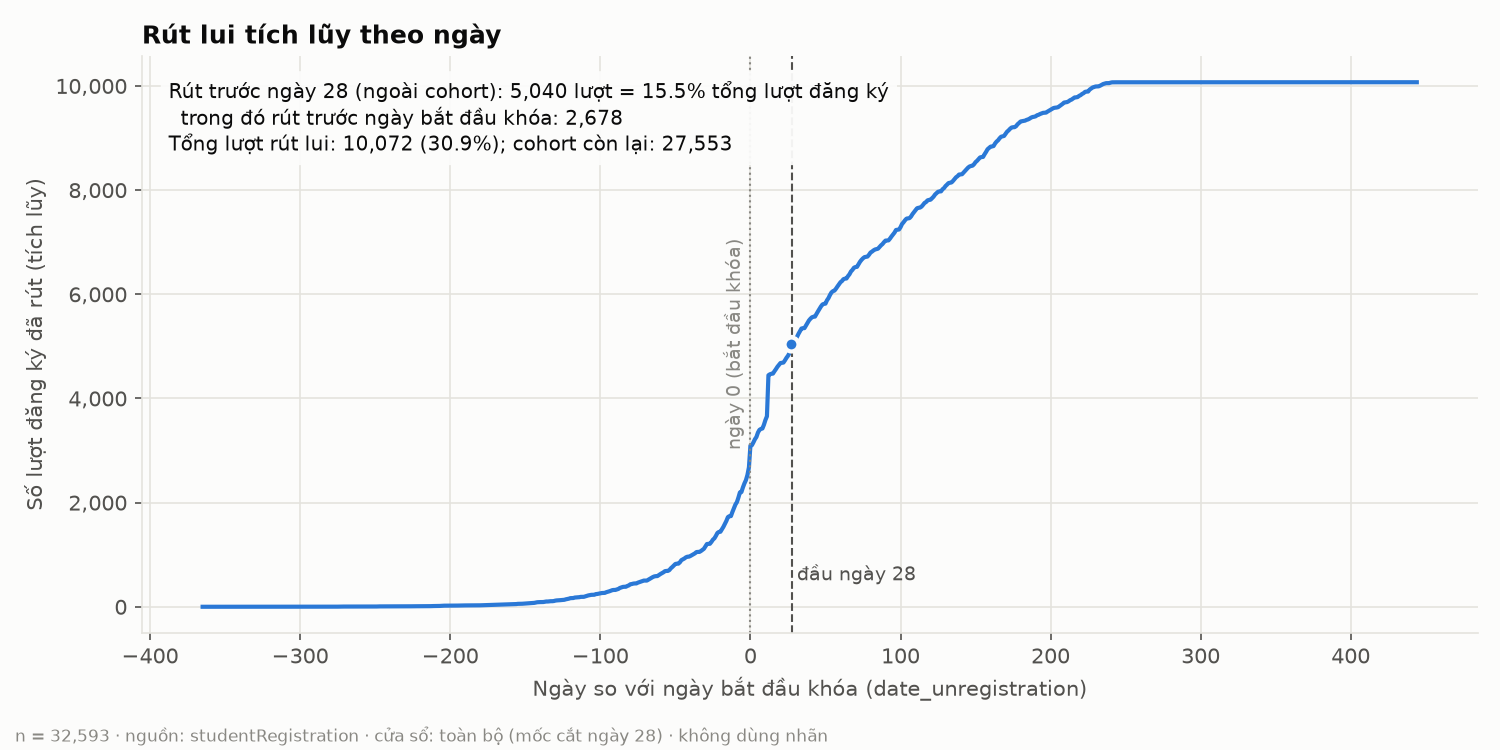 Rút lui tích lũy theo ngày
Rút trước ngày 28 (ngoài cohort): 5,040 lượt = 15.5% tổng lượt đăng ký
trong đó rút trước ngày bắt đầu khóa: 2,678
Tổng lượt rút lui: 10,072 (30.9%); cohort còn lại: 27,553
Số lượt đăng ký đã rút (tích lũy)
10,000
8,000
6,000
4,000
2,000
0
ngày 0 (bắt đầu khóa)
đầu ngày 28
−400
−300
−200
−100
0
100
200
300
400
Ngày so với ngày bắt đầu khóa (date_unregistration)
n = 32,593 · nguồn: studentRegistration · cửa sổ: toàn bộ (mốc cắt ngày 28) · không dùng nhãn